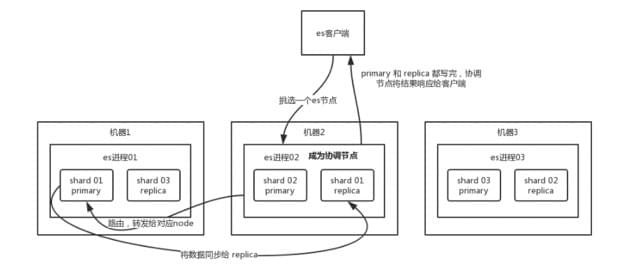 es客户端
primary 和 replica 都写完，协调
节点将结果响应给客户端
挑选一个es节点
机器1
es进程01
shard 01
primary
shard 03
replica
机器2
es进程02
成为协调节点
shard 02
primary
shard 01
replica
机器3
es进程03
shard 03
primary
shard 02
replica
路由，转发给对应node
将数据同步给 replica